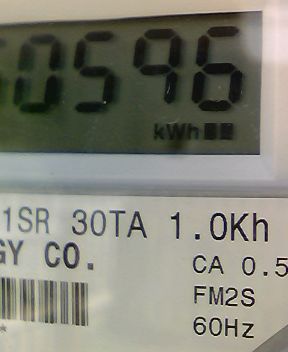 0596
kWh
1SR 30TA 1.0Kh
GY CO.
CA 0.5
FM2S
60Hz